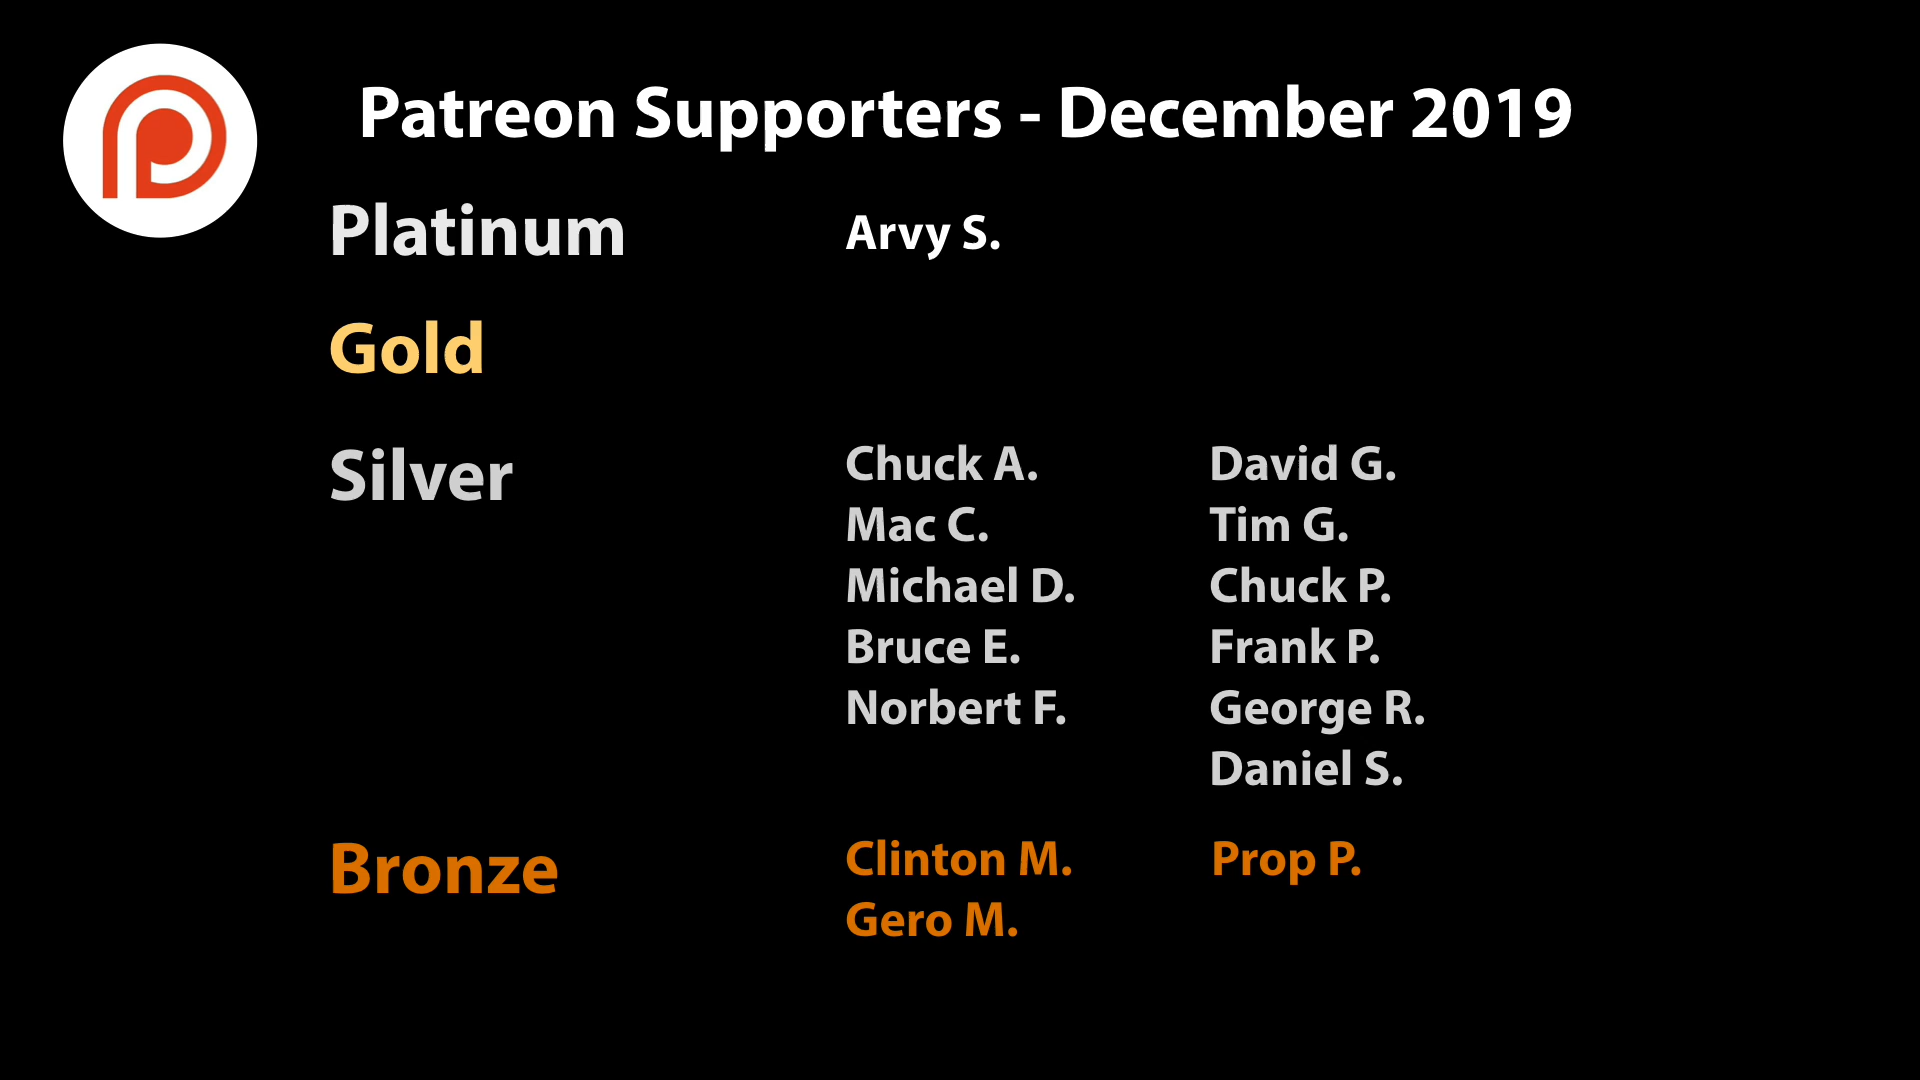 Patreon Supporters - December 2019
Platinum
Arvy S.
Gold
Silver
Chuck A.
Mac C.
Michael D.
Bruce E.
Norbert F.
David G.
Tim G.
Chuck P.
Frank P.
George R.
Daniel S.
Bronze
Clinton M.
Gero M.
Prop P.